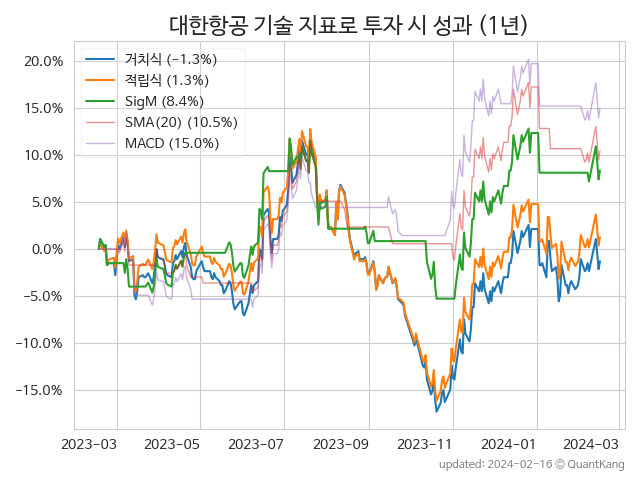 대한항공 기술 지표로 투자 시 성과 (1년)
거치식 (−1.3%)
적립식 (1.3%)
SigM (8.4%)
SMA(20) (10.5%)
MACD (15.0%)
20.0%
15.0%
10.0%
5.0%
0.0%
−5.0%
−10.0%
−15.0%
2023-03 2023-05 2023-07 2023-09 2023-11 2024-01 2024-03
updated: 2024-02-16 © QuantKang